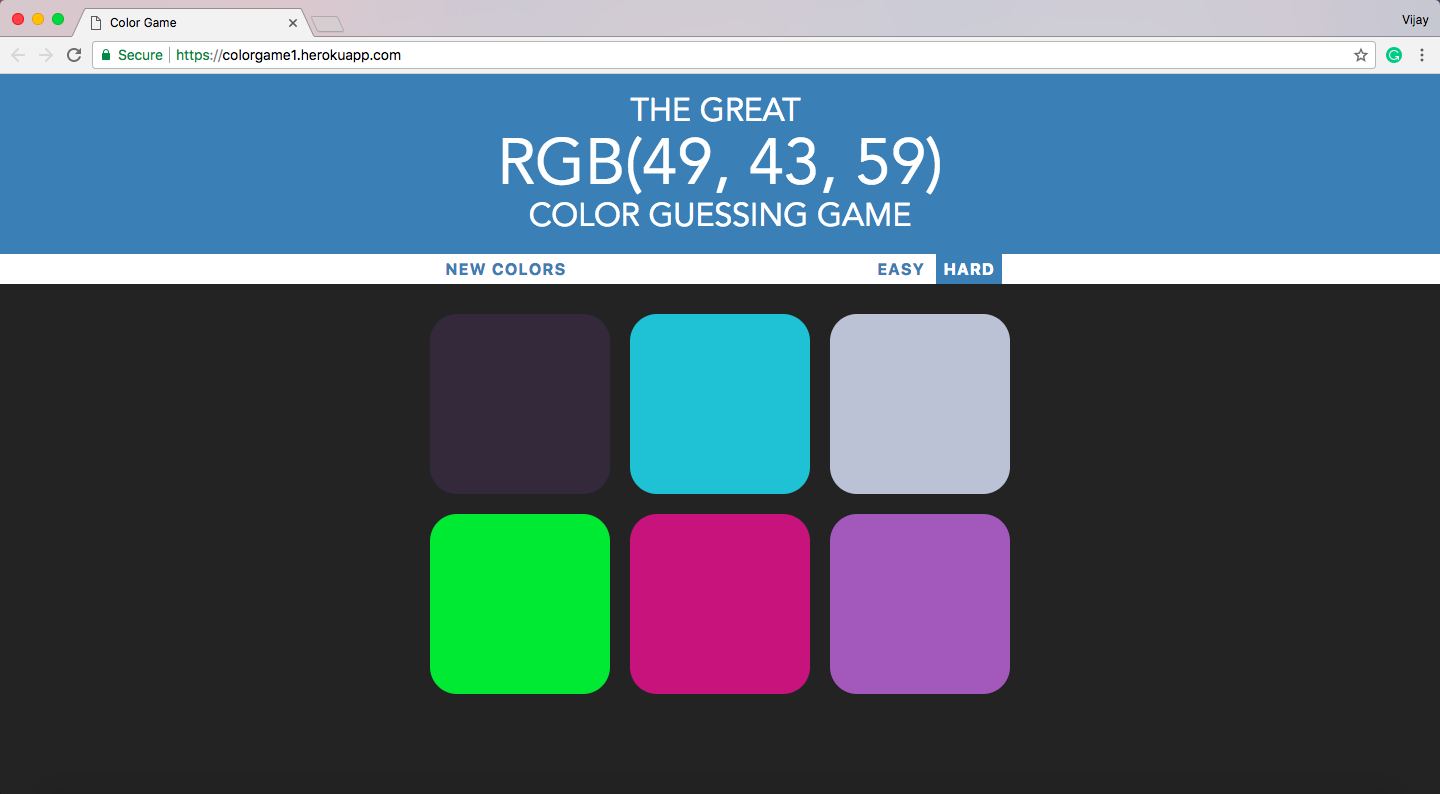 Color Game
Vijay
Secure https://colorgame1.herokuapp.com
THE GREAT
RGB(49, 43, 59)
COLOR GUESSING GAME
NEW COLORS EASY HARD